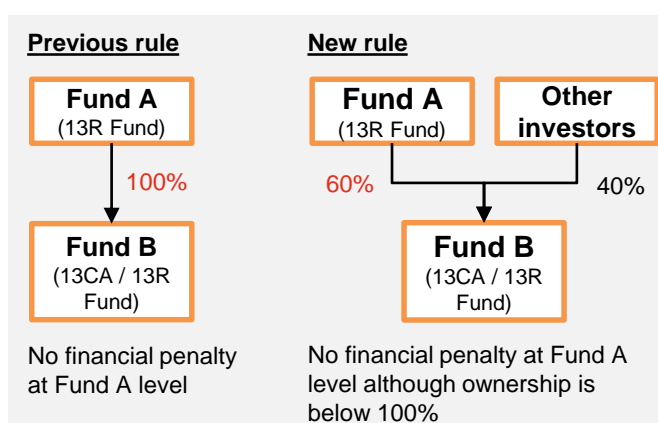 Previous rule
Fund A
(13R Fund)
100%
Fund B
(13CA / 13R
Fund)
No financial penalty
at Fund A level
New rule
Fund A
(13R Fund)
Other
investors
60%
40%
Fund B
(13CA / 13R
Fund)
No financial penalty at Fund A
level although ownership is
below 100%